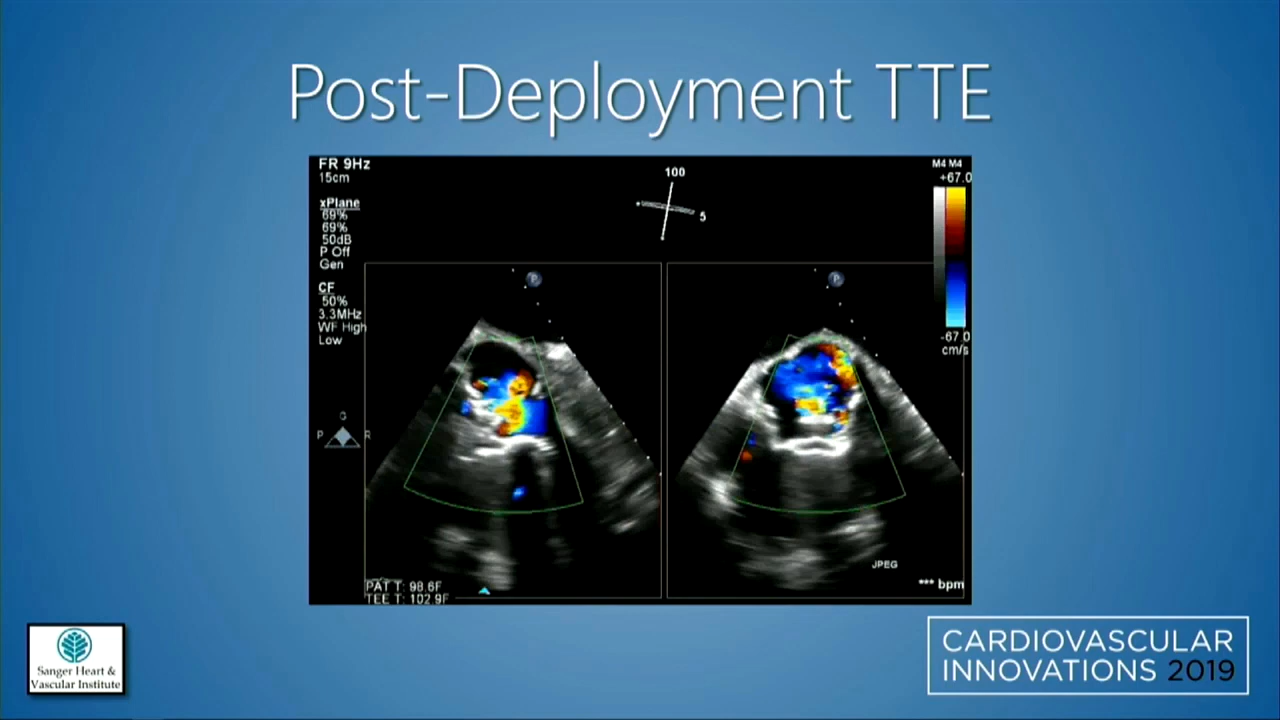 Post-Deployment TTE
FR 9Hz
15cm
xPlane
69%
69%
50dB
P Off
Gen
CF
50%
3.3MHz
WF High
Low
100
5
M4 M4
+67.0
-67.0
cm/s
P
P
G
P R
JPEG
*** bpm
PAT T: 98.6F
TEE T: 102.9F
Sanger Heart &
Vascular Institute
CARDIOVASCULAR
INNOVATIONS 2019